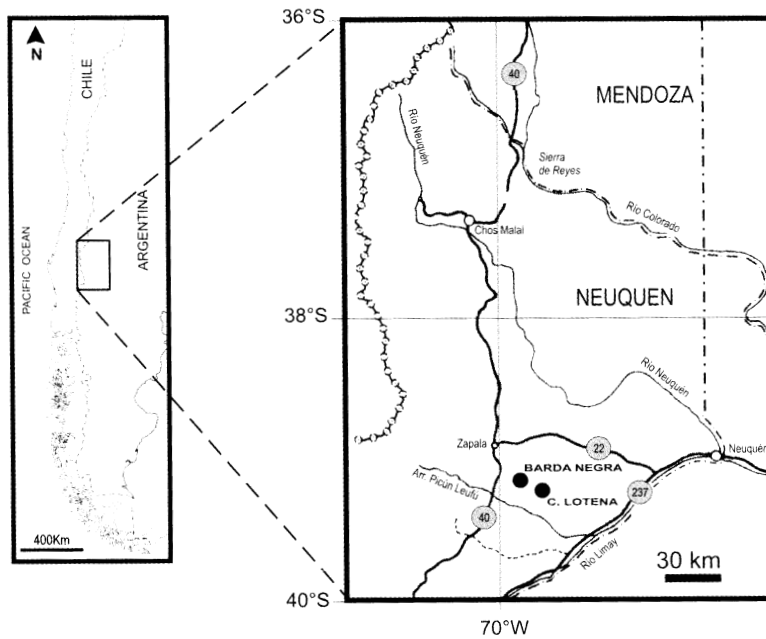 N
CHILE
ARGENTINA
PACIFIC OCEAN
400Km
36°S
38°S
40°S
70°W
40
MENDOZA
Río Neuquén
Sierra
de Reyes
Río Colorado
Chos Malal
NEUQUEN
Río Neuquén
Zapala
22
Neuquén
BARDA NEGRA
C. LOTENA
237
Arr. Picún Leufú
40
Río Limay
30 km